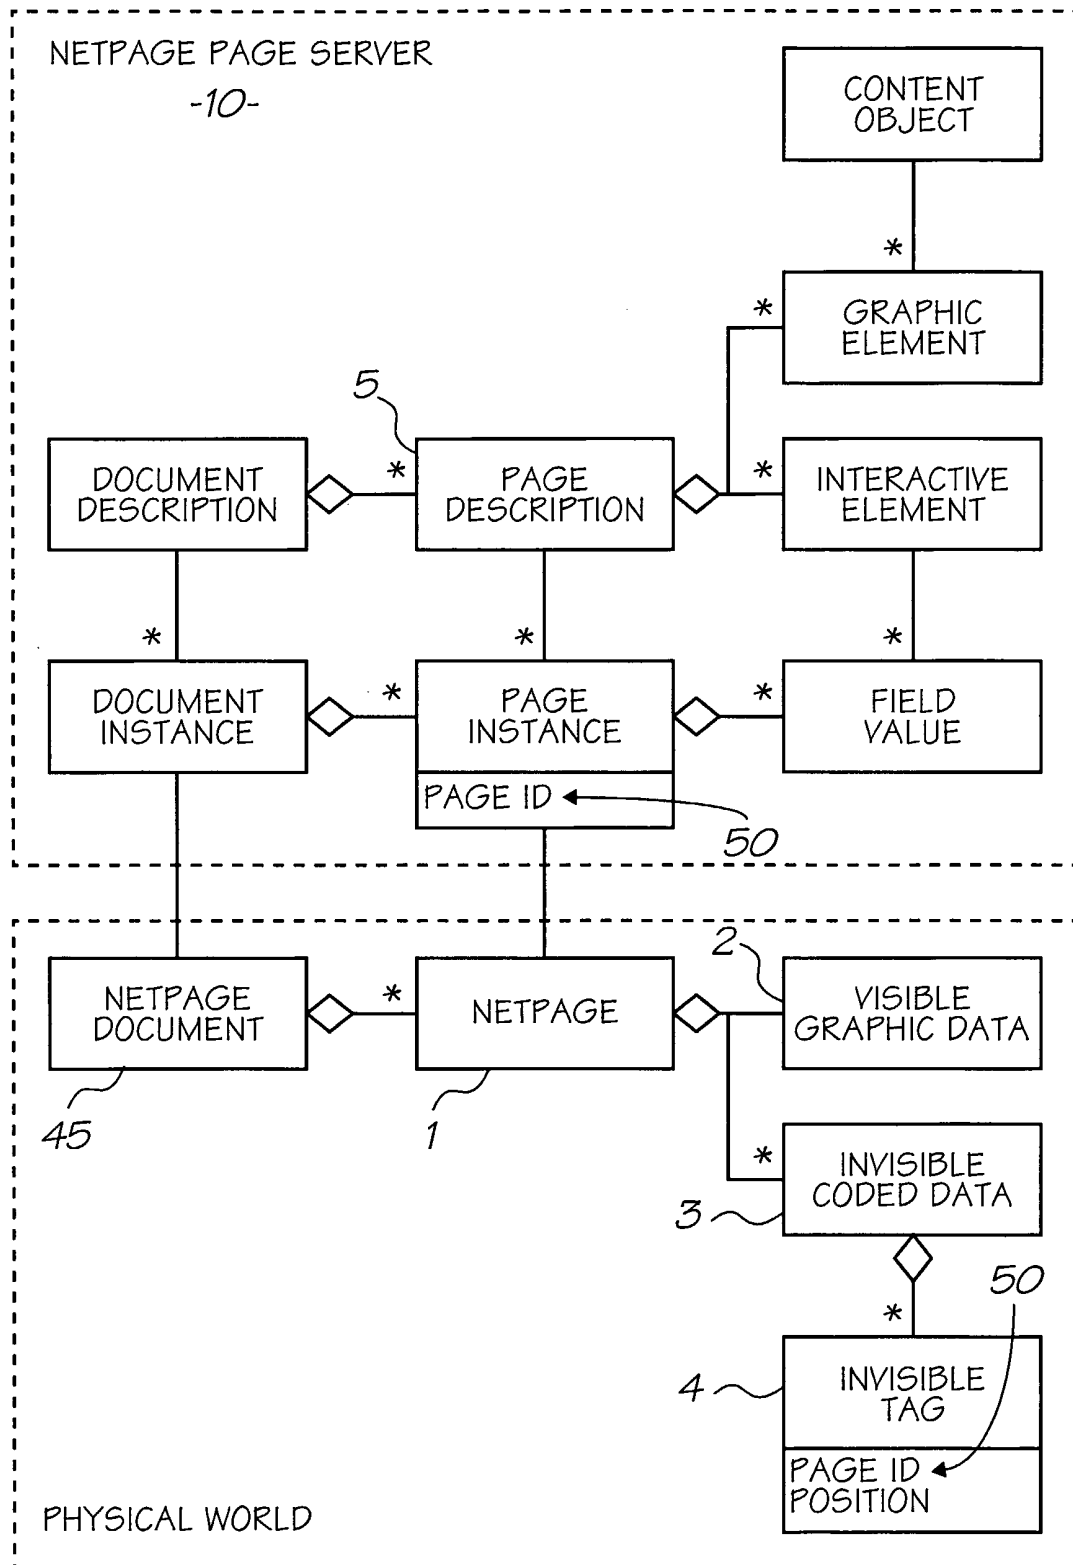 NETPAGE PAGE SERVER
-10-
CONTENT
OBJECT
*
*
GRAPHIC
ELEMENT
5
DOCUMENT
DESCRIPTION
*
PAGE
DESCRIPTION
*
INTERACTIVE
ELEMENT
*
*
*
DOCUMENT
INSTANCE
*
PAGE
INSTANCE
*
FIELD
VALUE
PAGE ID
50
2
NETPAGE
DOCUMENT
*
NETPAGE
VISIBLE
GRAPHIC DATA
45
1
*
INVISIBLE
CODED DATA
3
50
*
4
INVISIBLE
TAG
PAGE ID
POSITION
PHYSICAL WORLD